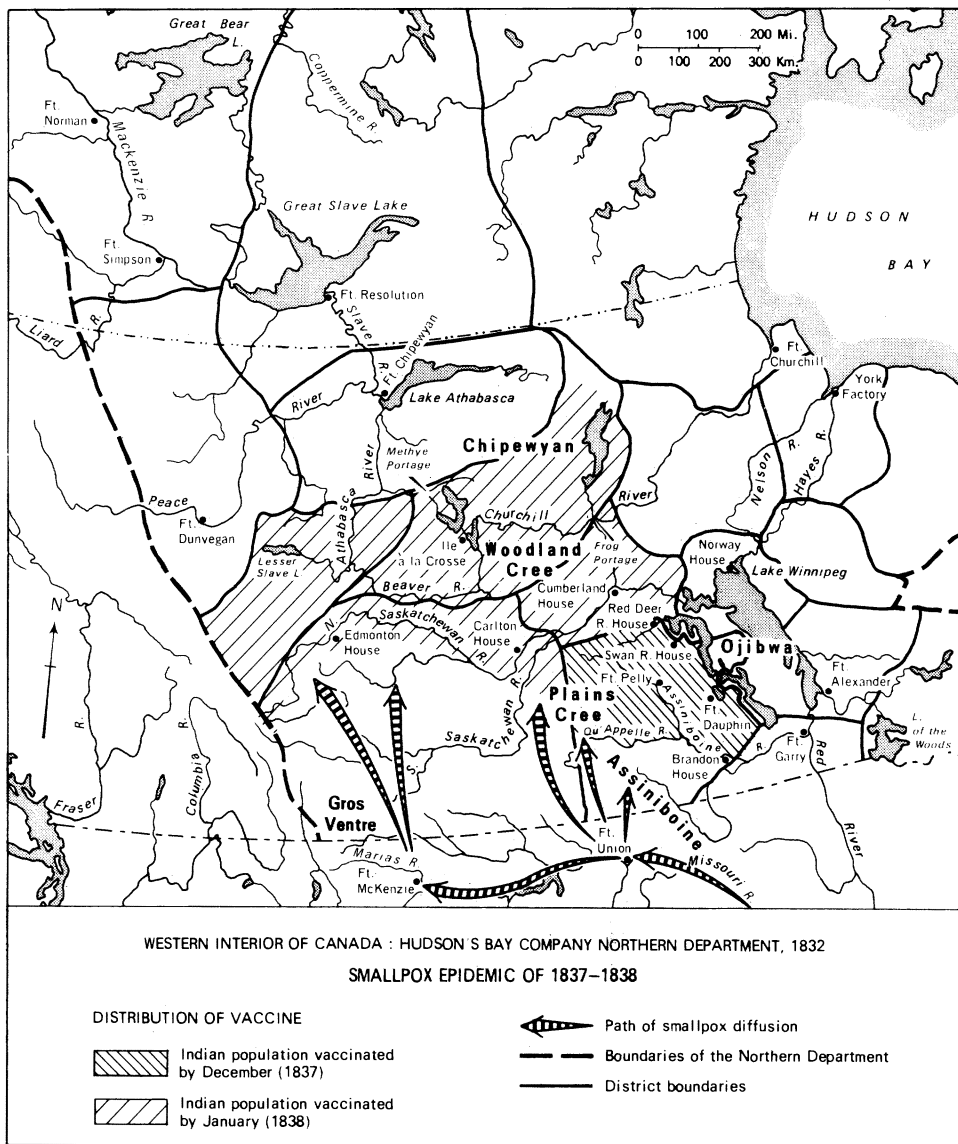 Great Bear
L.
0 100 200 Mi.
0 100 200 300 Km.
Coppermine R.
Ft.
Norman
Mackenzie R.
Great Slave Lake
HUDSON
BAY
Ft.
Simpson
Ft. Resolution
Slave R.
Liard R.
Ft. Chipewyan
Ft.
Churchill
Lake Athabasca
York
Factory
River
Chipewyan
Methye
Portage
Athabasca River
Nelson R.
Hayes R.
Peace
River
Churchill
Ft.
Dunvegan
Ile
à la Crosse
Woodland
Cree
Frog
Portage
Norway
House
Lake Winnipeg
Lesser
Slave L.
Beaver R.
Cumberland
House
Red Deer
R. House
N
N. Saskatchewan R.
Edmonton
House
Carlton
House
Swan R. House
Ojibwa
Ft. Pelly
Ft.
Alexander
Plains
Cree
Assiniboine R.
Ft.
Dauphin
L.
of the
Woods
Saskatchewan R.
Qu'Appelle R.
Brandon
House
Ft.
Garry
Red River
R.
R.
Columbia
S.
Assiniboine
Fraser
Gros
Ventre
Ft.
Union
Marias R.
Missouri R.
Ft.
McKenzie
WESTERN INTERIOR OF CANADA : HUDSON'S BAY COMPANY NORTHERN DEPARTMENT, 1832
SMALLPOX EPIDEMIC OF 1837–1838
DISTRIBUTION OF VACCINE
Indian population vaccinated
by December (1837)
Indian population vaccinated
by January (1838)
Path of smallpox diffusion
Boundaries of the Northern Department
District boundaries